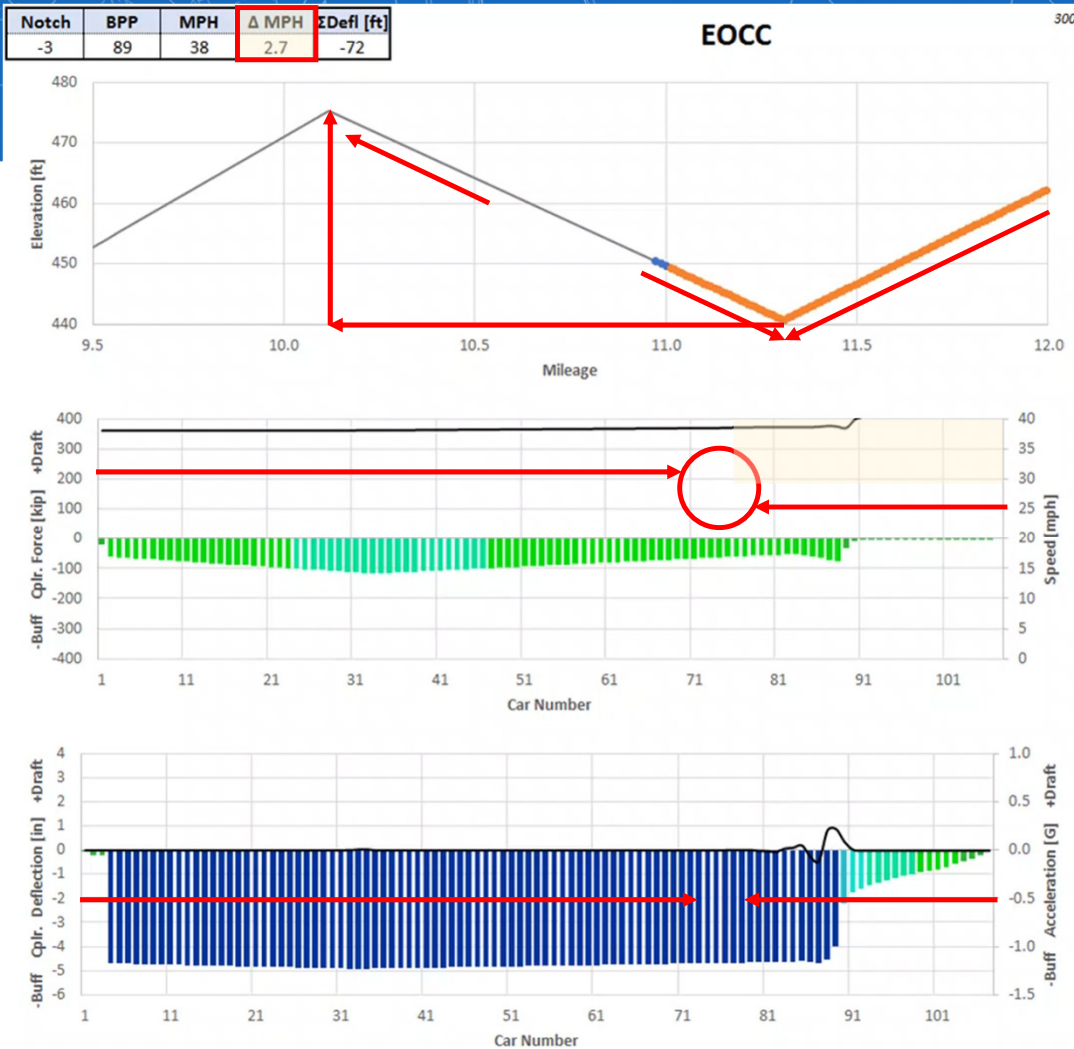 Notch BPP MPH Δ MPH ΣDefl [ft]
-3 89 38 2.7 -72
EOCC
300
480
470
460
450
440
Elevation [ft]
9.5 10.0 10.5 11.0 11.5 12.0
Mileage
400 40
300 35
200 30
100 25
0 20
-100 15
-200 10
-300 5
-400 0
-Buff Cplr. Force [kip] +Draft
Speed[mph]
1 11 21 31 41 51 61 71 81 91 101
Car Number
4 1.0
3
2 0.5
1
0 0.0
-1
-2 -0.5
-3
-4 -1.0
-5
-6 -1.5
-Buff Cplr. Deflection [in] +Draft
-Buff Acceleration [G] +Draft
1 11 21 31 41 51 61 71 81 91 101
Car Number